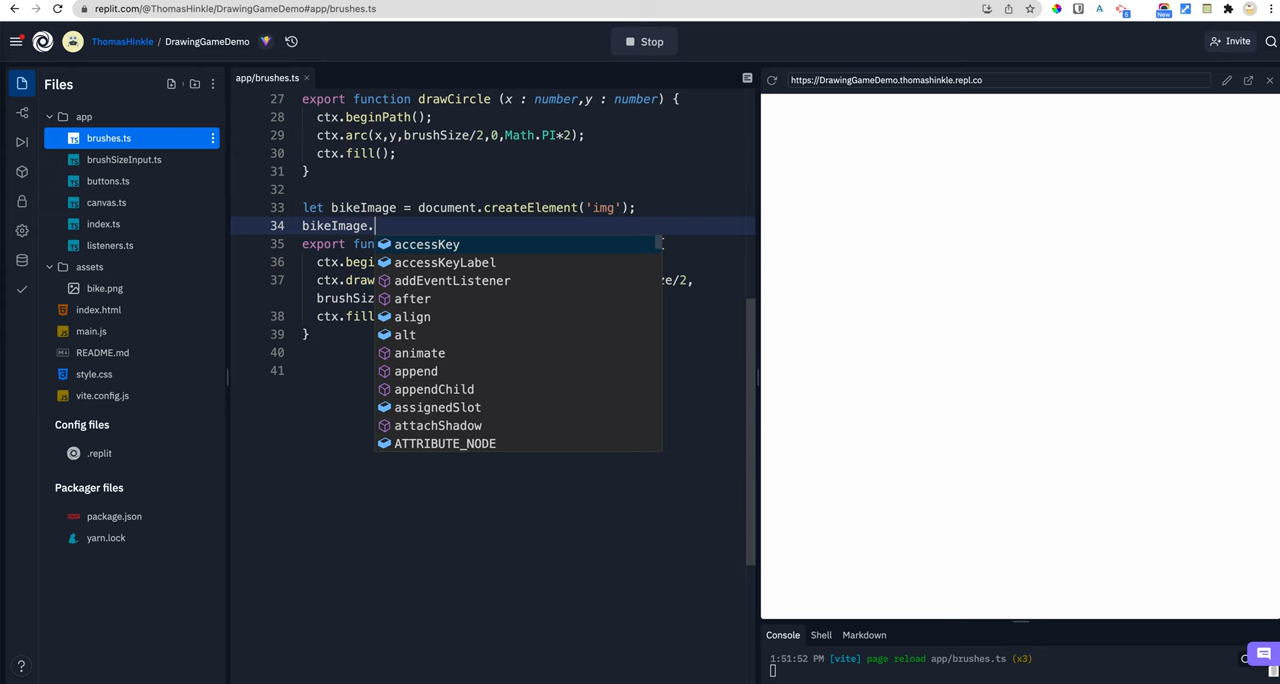 replit.com/@ThomasHinkle/DrawingGameDemo#app/brushes.ts
New
5
ThomasHinkle / DrawingGameDemo
Stop
Invite
Files
app
brushes.ts
brushSizeInput.ts
buttons.ts
canvas.ts
index.ts
listeners.ts
assets
bike.png
index.html
main.js
README.md
style.css
vite.config.js
Config files
.replit
Packager files
package.json
yarn.lock
app/brushes.ts
27 export function drawCircle (x : number,y : number) {
28 ctx.beginPath();
29 ctx.arc(x,y,brushSize/2,0,Math.PI*2);
30 ctx.fill();
31 }
32
33 let bikeImage = document.createElement('img');
34 bikeImage.
35 export fun
36 ctx.begi
37 ctx.draw ze/2,
brushSiz
38 ctx.fill
39 }
40
41
accessKey
accessKeyLabel
addEventListener
after
align
alt
animate
append
appendChild
assignedSlot
attachShadow
ATTRIBUTE_NODE
https://DrawingGameDemo.thomashinkle.repl.co
Console Shell Markdown
1:51:52 PM [vite] page reload app/brushes.ts (x3)